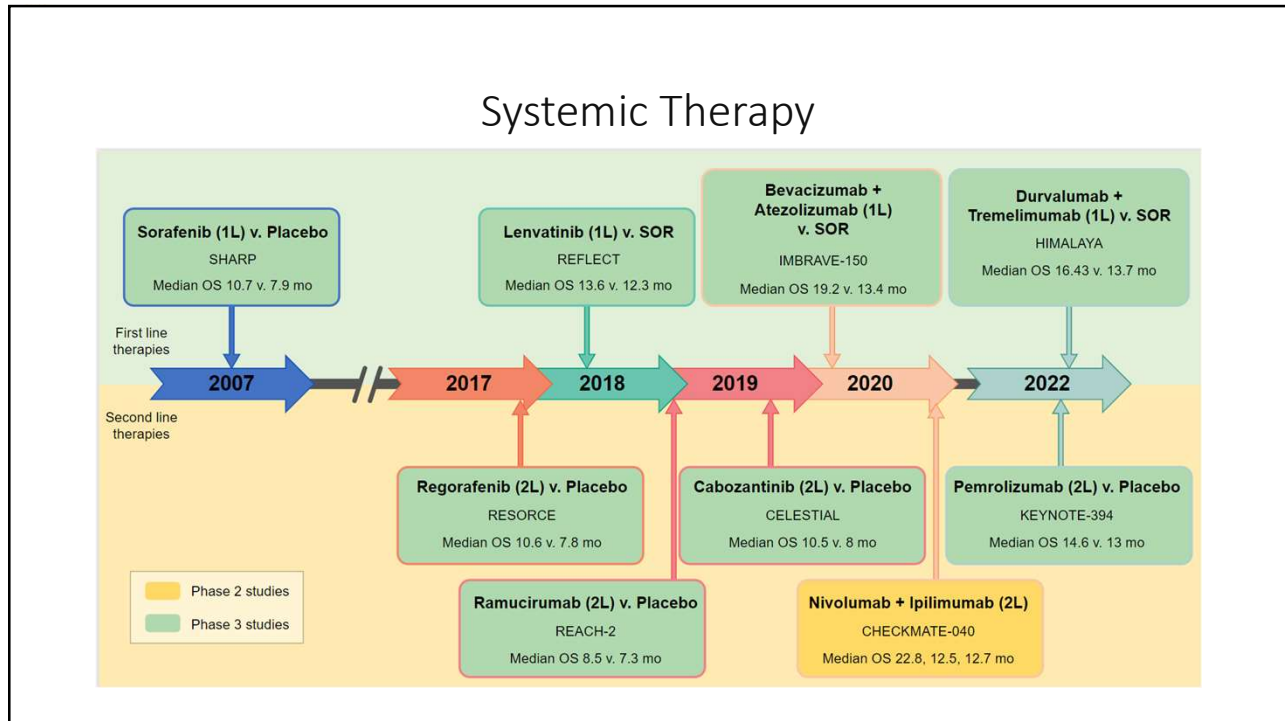 Systemic Therapy
Sorafenib (1L) v. Placebo
SHARP
Median OS 10.7 v. 7.9 mo
Lenvatinib (1L) v. SOR
REFLECT
Median OS 13.6 v. 12.3 mo
Bevacizumab +
Atezolizumab (1L)
v. SOR
IMBRAVE-150
Median OS 19.2 v. 13.4 mo
Durvalumab +
Tremelimumab (1L) v. SOR
HIMALAYA
Median OS 16.43 v. 13.7 mo
First line
therapies
2007
2017
2018
2019
2020
2022
Second line
therapies
Regorafenib (2L) v. Placebo
RESORCE
Median OS 10.6 v. 7.8 mo
Cabozantinib (2L) v. Placebo
CELESTIAL
Median OS 10.5 v. 8 mo
Pemrolizumab (2L) v. Placebo
KEYNOTE-394
Median OS 14.6 v. 13 mo
Phase 2 studies
Phase 3 studies
Ramucirumab (2L) v. Placebo
REACH-2
Median OS 8.5 v. 7.3 mo
Nivolumab + Ipilimumab (2L)
CHECKMATE-040
Median OS 22.8, 12.5, 12.7 mo